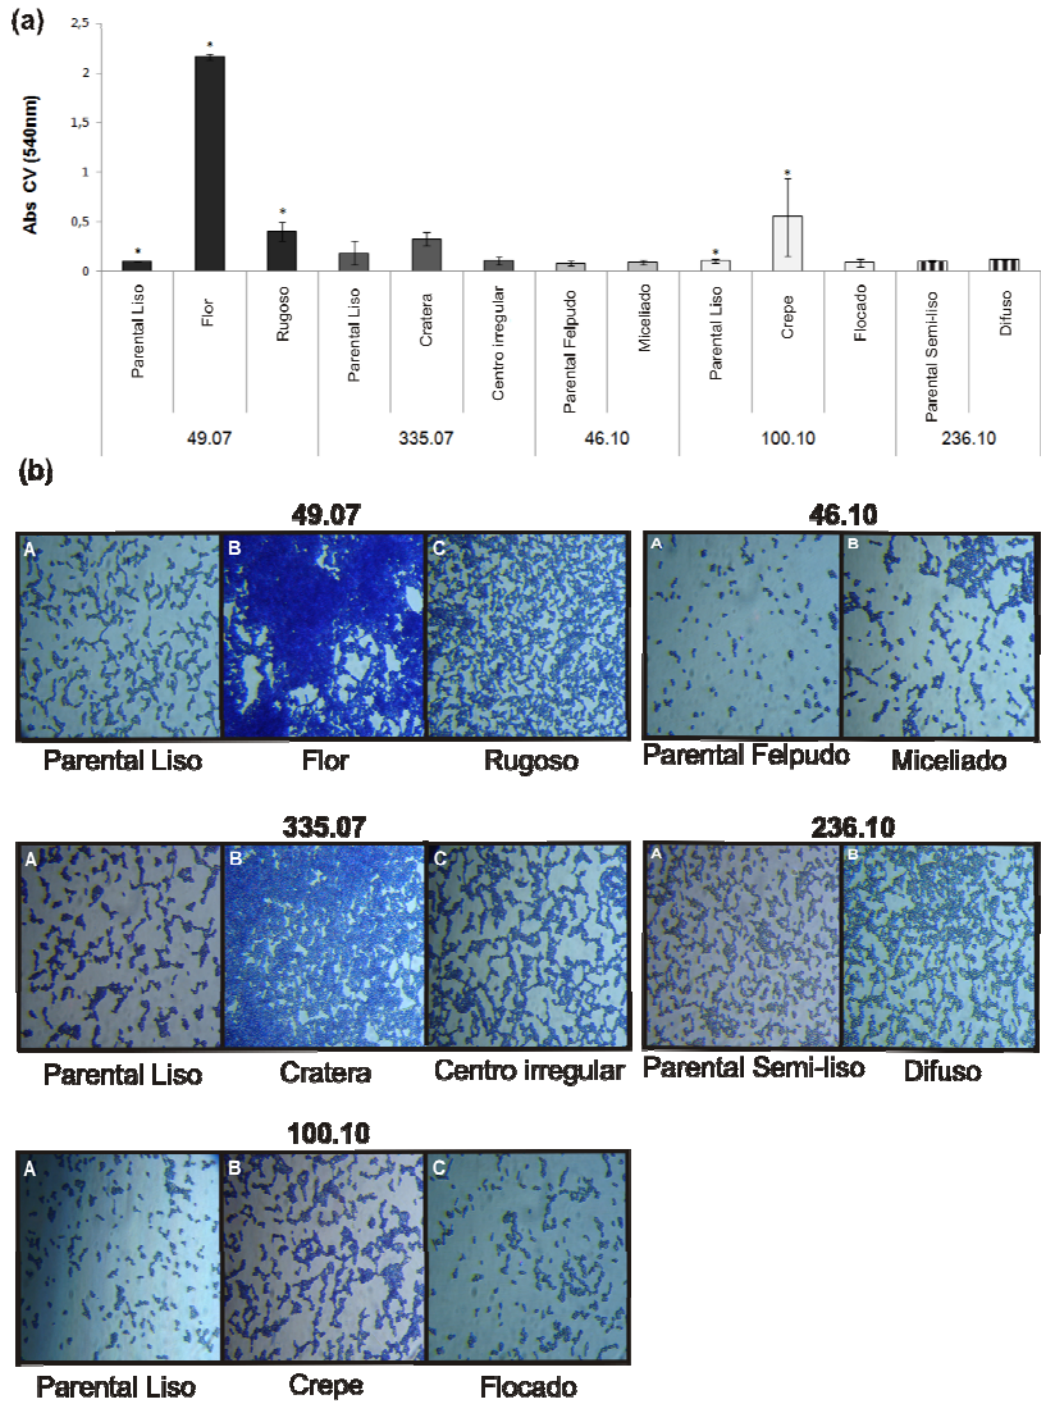 (a)
2,5
2
1,5
1
0,5
0
Abs CV (540nm)
* * * * *
Parental Liso
Flor
Rugoso
Parental Liso
Cratera
Centro irregular
Parental Felpudo
Miceliado
Parental Liso
Crepe
Flocado
Parental Semi-liso
Difuso
49.07 335.07 46.10 100.10 236.10
(b)
49.07 46.10
A B C A B
Parental Liso Flor Rugoso Parental Felpudo Miceliado
335.07 236.10
A B C A B
Parental Liso Cratera Centro irregular Parental Semi-liso Difuso
100.10
A B C
Parental Liso Crepe Flocado